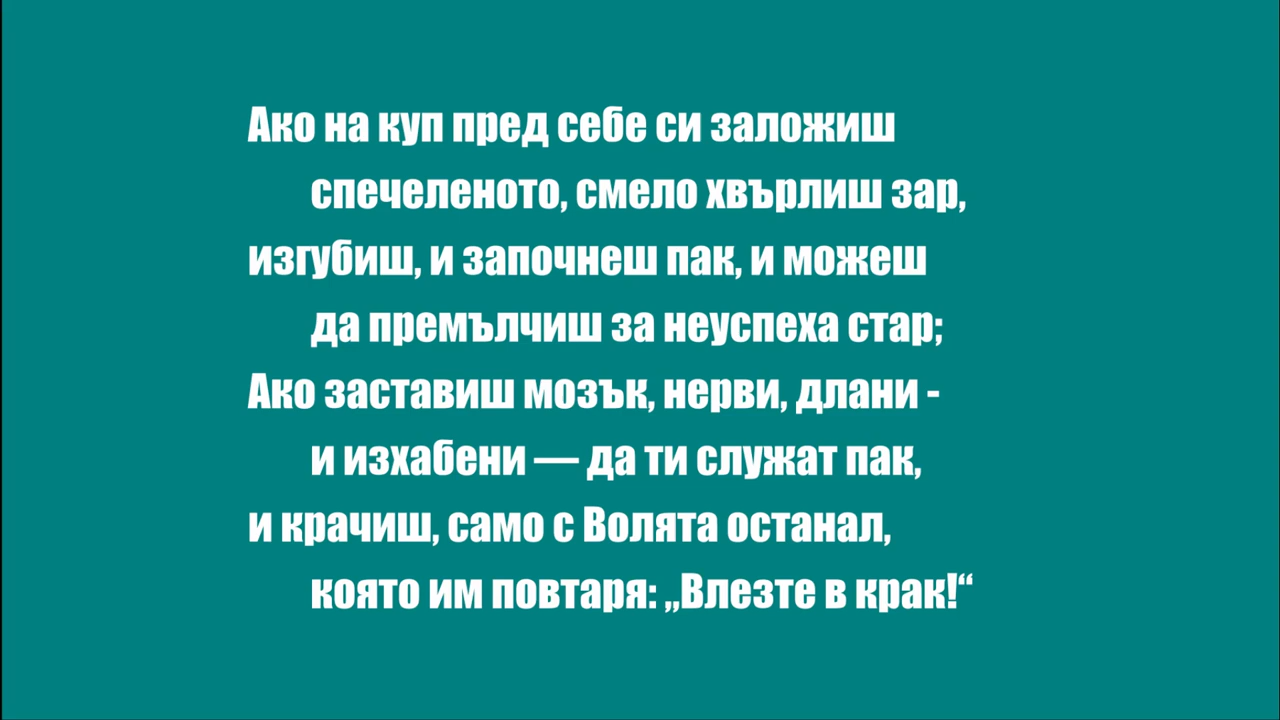 Ако на куп пред себе си заложиш
спечеленото, смело хвърлиш зар,
изгубиш, и започнеш пак, и можеш
да премълчиш за неуспеха стар;
Ако заставиш мозък, нерви, длани -
и изхабени — да ти служат пак,
и крачиш, само с Волята останал,
която им повтаря: „Влезте в крак!“